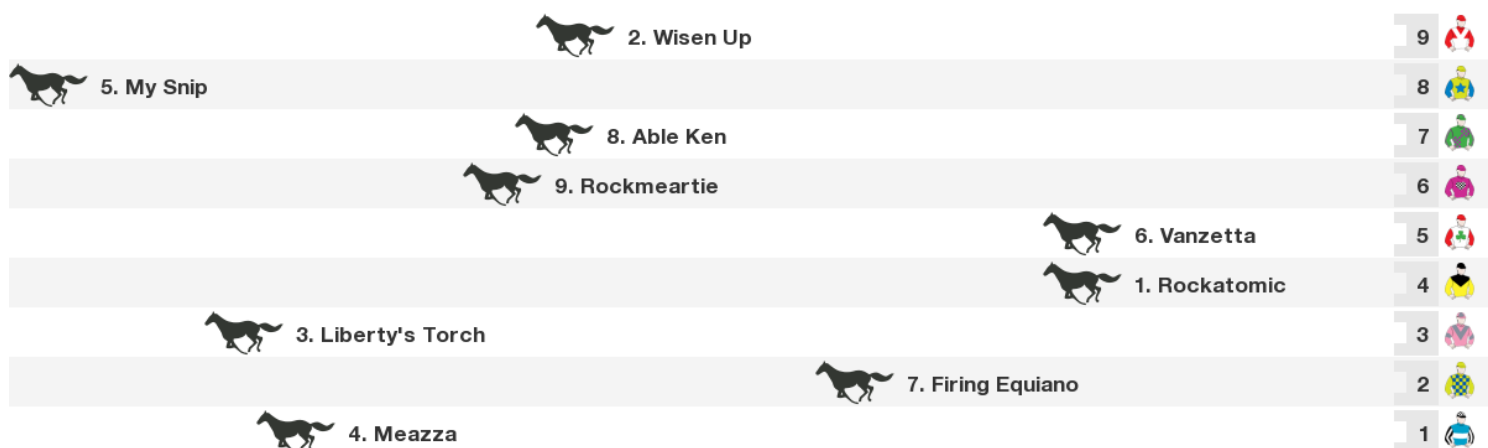 2. Wisen Up 9
5. My Snip 8
8. Able Ken 7
9. Rockmeartie 6
6. Vanzetta 5
1. Rockatomic 4
3. Liberty's Torch 3
7. Firing Equiano 2
4. Meazza 1